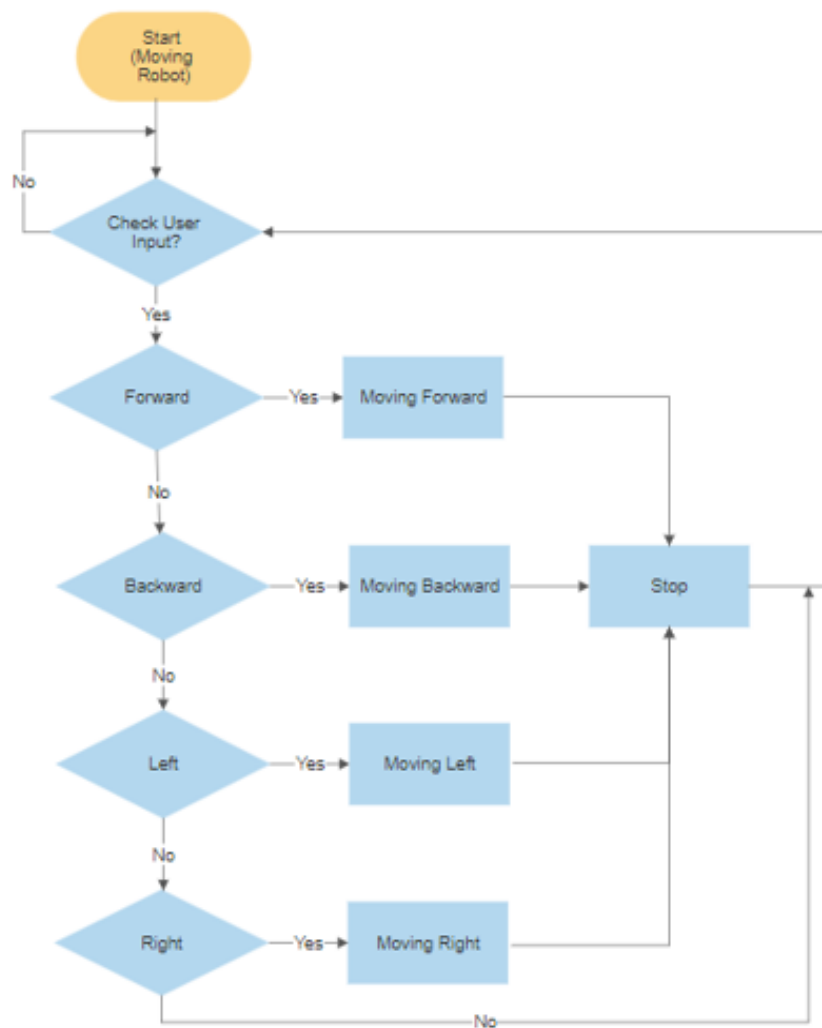 Start
(Moving
Robot)
No
Check User
Input?
Yes
Forward
Yes
Moving Forward
No
Backward
Yes
Moving Backward
Stop
No
Left
Yes
Moving Left
No
Right
Yes
Moving Right
No